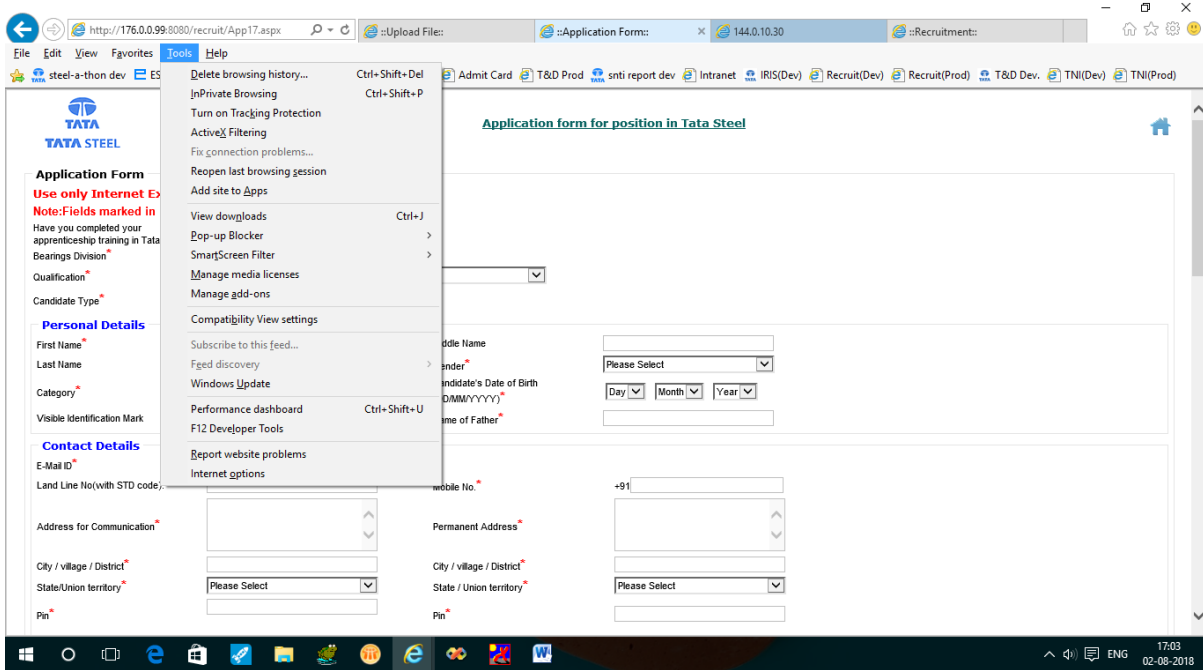 http://176.0.0.99:8080/recruit/App17.aspx
::Upload File::
::Application Form::
144.0.10.30
::Recruitment::
File Edit View Favorites Tools Help
steel-a-thon dev
Admit Card T&D Prod snti report dev Intranet IRIS(Dev) Recruit(Dev) Recruit(Prod) T&D Dev. TNI(Dev) TNI(Prod)
Delete browsing history... Ctrl+Shift+Del
InPrivate Browsing Ctrl+Shift+P
Turn on Tracking Protection
ActiveX Filtering
Fix connection problems...
Reopen last browsing session
Add site to Apps
View downloads Ctrl+J
Pop-up Blocker
SmartScreen Filter
Manage media licenses
Manage add-ons
Compatibility View settings
Subscribe to this feed...
Feed discovery
Windows Update
Performance dashboard Ctrl+Shift+U
F12 Developer Tools
Report website problems
Internet options
TATA
TATA STEEL
Application form for position in Tata Steel
Application Form
Use only Internet Ex
Note:Fields marked in
Have you completed your
apprenticeship training in Tata
Bearings Division*
Qualification*
Candidate Type*
Personal Details
First Name*
ddle Name
Last Name
ender* Please Select
Category*
andidate's Date of Birth
D/MM/YYYY)* Day Month Year
Visible Identification Mark
ame of Father*
Contact Details
E-Mail ID*
Land Line No(with STD code).
Mobile No.* +91
Address for Communication*
Permanent Address*
City / village / District*
City / village / District*
State/Union territory* Please Select
State / Union territory* Please Select
Pin*
Pin*
ENG
17:03
02-08-2018